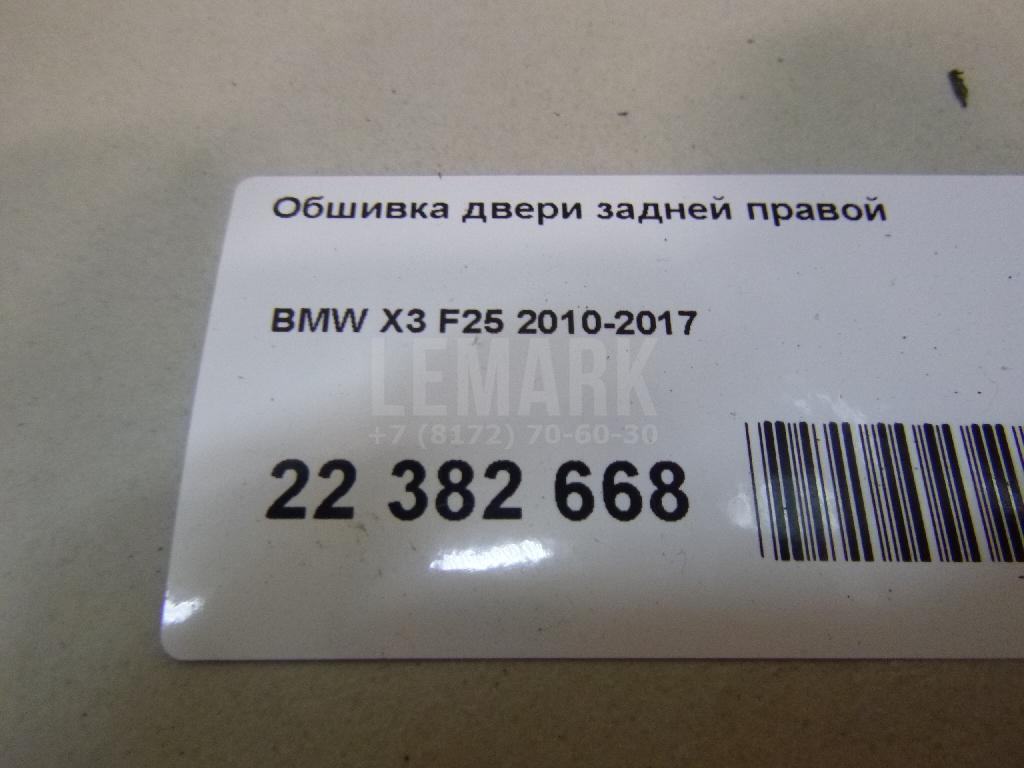 Обшивка двери задней правой
BMW X3 F25 2010-2017
LEMARK
+7 (8172) 70-60-30
22 382 668